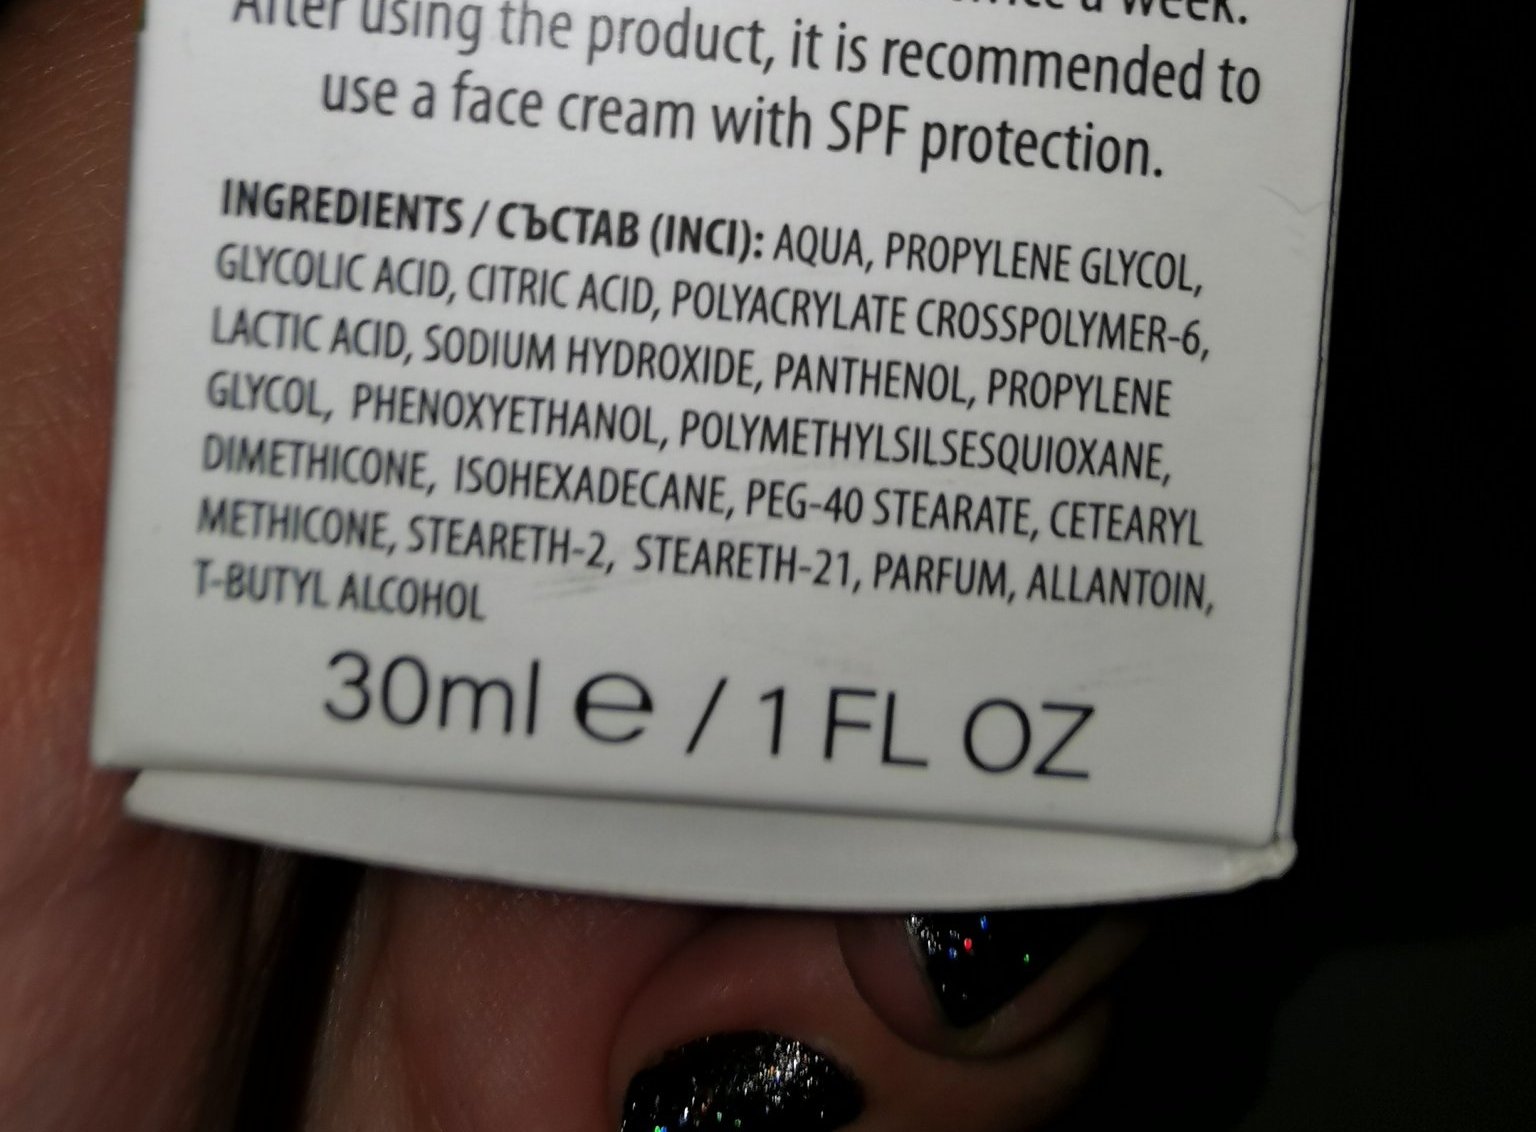 a week.
After using the product, it is recommended to
use a face cream with SPF protection.
INGREDIENTS / СЪСТАВ (INCI): AQUA, PROPYLENE GLYCOL,
GLYCOLIC ACID, CITRIC ACID, POLYACRYLATE CROSSPOLYMER-6,
LACTIC ACID, SODIUM HYDROXIDE, PANTHENOL, PROPYLENE
GLYCOL, PHENOXYETHANOL, POLYMETHYLSILSESQUIOXANE,
DIMETHICONE, ISOHEXADECANE, PEG-40 STEARATE, CETEARYL
METHICONE, STEARETH-2, STEARETH-21, PARFUM, ALLANTOIN,
T-BUTYL ALCOHOL
30ml e / 1 FL OZ